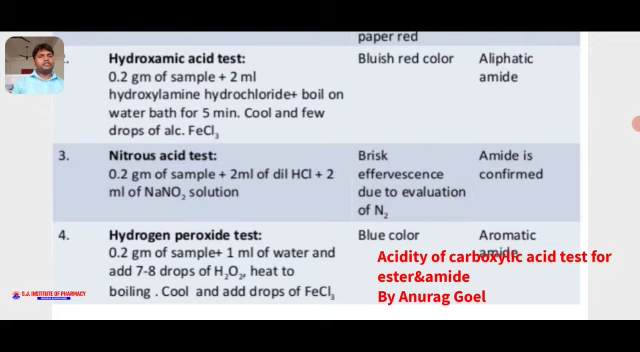 paper red
Hydroxamic acid test:
0.2 gm of sample + 2 ml
hydroxylamine hydrochloride+ boil on
water bath for 5 min. Cool and few
drops of alc. FeCl₃
Bluish red color
Aliphatic
amide
3.
Nitrous acid test:
0.2 gm of sample + 2ml of dil HCl + 2
ml of NaNO₂ solution
Brisk
effervescence
due to evaluation
of N₂
Amide is
confirmed
4.
Hydrogen peroxide test:
0.2 gm of sample+ 1 ml of water and
add 7-8 drops of H₂O₂, heat to
boiling . Cool and add drops of FeCl₃
Blue color
Aromatic
amide
Acidity of carboxylic acid test for
ester&amide
By Anurag Goel
INSTITUTE OF PHARMACY